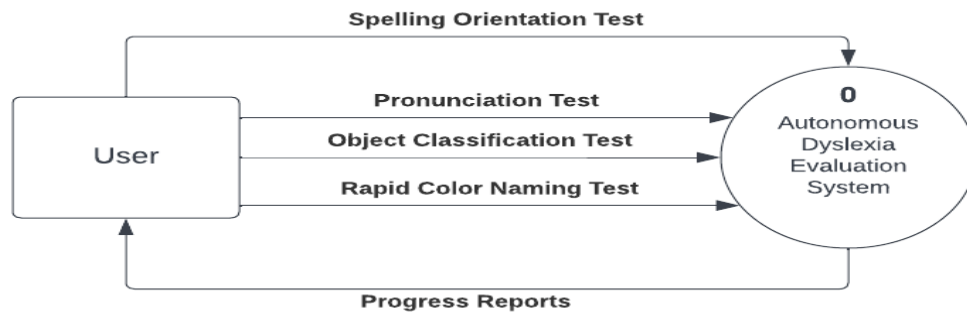 Spelling Orientation Test
Pronunciation Test
Object Classification Test
Rapid Color Naming Test
User
0
Autonomous
Dyslexia
Evaluation
System
Progress Reports